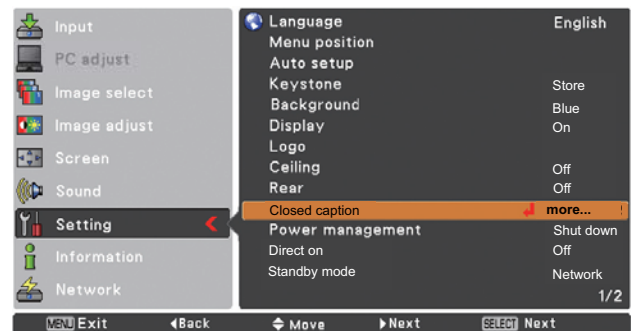 Input
PC adjust
Image select
Image adjust
Screen
Sound
Setting
Information
Network
Language English
Menu position
Auto setup
Keystone Store
Background Blue
Display On
Logo
Ceiling Off
Rear Off
Closed caption more...
Power management Shut down
Direct on Off
Standby mode Network
1/2
MENU Exit Back Move Next SELECT Next